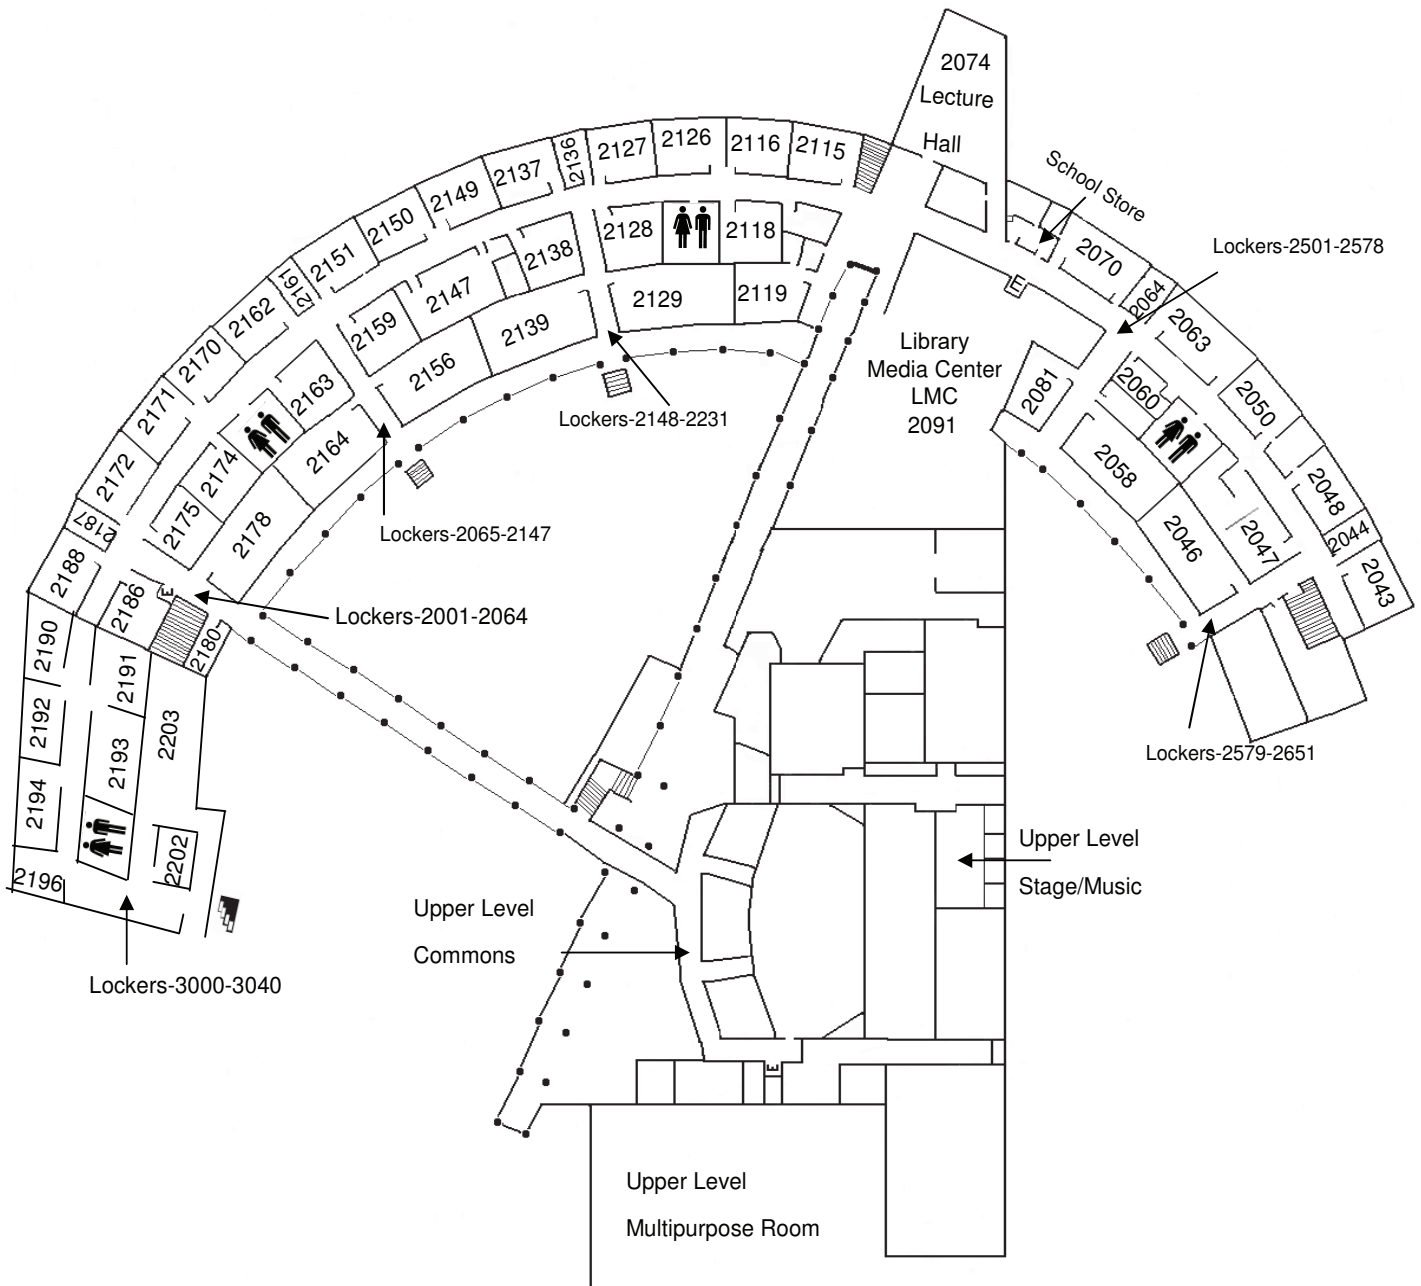 2074
Lecture
Hall
School Store
Lockers-2501-2578
2136
2127
2126
2116
2115
2137
2149
2150
2151
2161
2162
2170
2171
2172
2187
2188
2128
2118
2138
2147
2159
2129
2119
2139
2156
2163
2164
2174
2175
2178
2186
2180
E
2070
2064
2063
2050
2048
2044
2043
E
2081
2060
2058
2046
2047
Library
Media Center
LMC
2091
Lockers-2148-2231
Lockers-2065-2147
Lockers-2001-2064
2190
2191
2192
2193
2203
2194
2202
2196
Lockers-3000-3040
Lockers-2579-2651
Upper Level
Stage/Music
Upper Level
Commons
E
Upper Level
Multipurpose Room